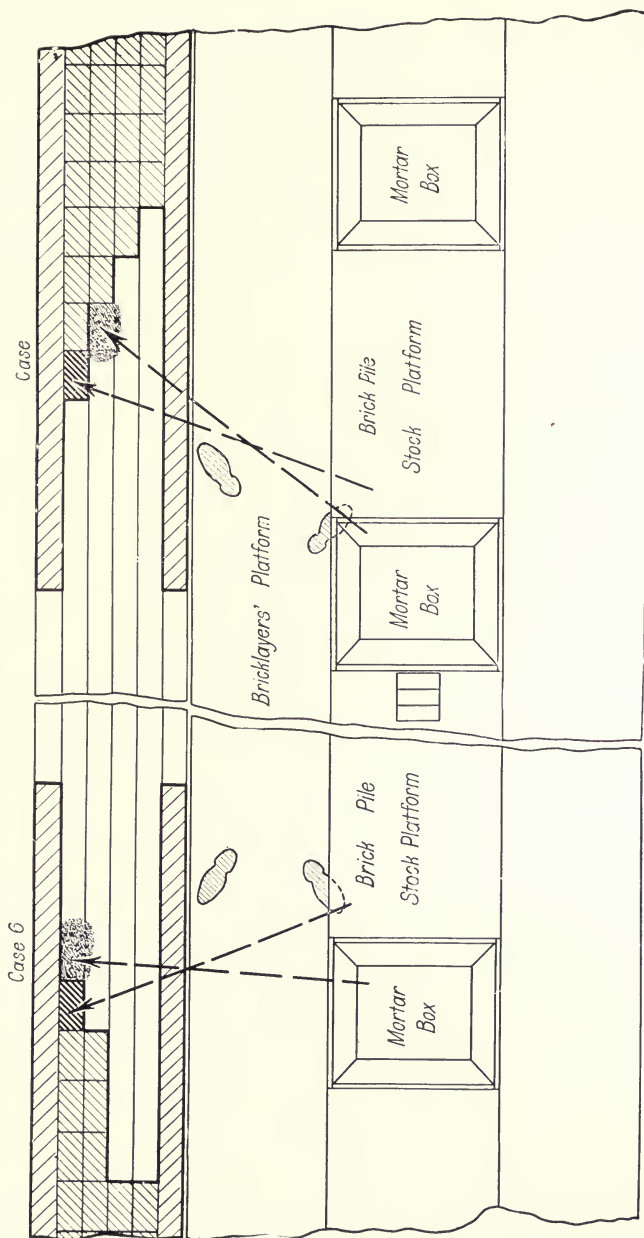 Case 6
Case
Bricklayers' Platform
Mortar
Box
Brick Pile
Stock Platform
Mortar
Box
Brick Pile
Stock Platform
Mortar
Box